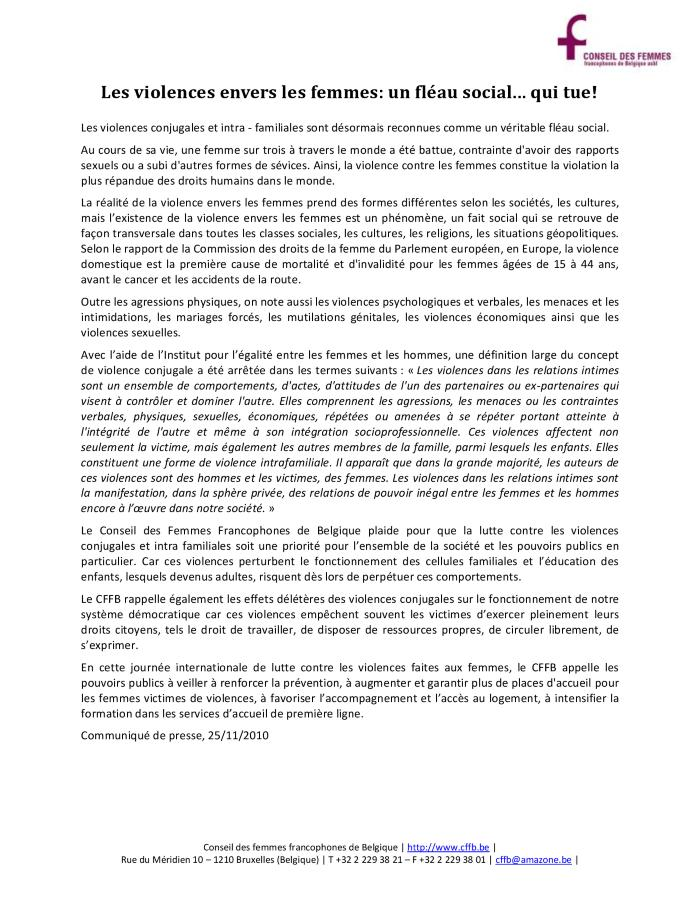 CONSEIL DES FEMMES
francophones de Belgique asbl
Les violences envers les femmes: un fléau social... qui tue!
Les violences conjugales et intra - familiales sont désormais reconnues comme un véritable fléau social.
Au cours de sa vie, une femme sur trois à travers le monde a été battue, contrainte d'avoir des rapports
sexuels ou a subi d'autres formes de sévices. Ainsi, la violence contre les femmes constitue la violation la
plus répandue des droits humains dans le monde.
La réalité de la violence envers les femmes prend des formes différentes selon les sociétés, les cultures,
mais l’existence de la violence envers les femmes est un phénomène, un fait social qui se retrouve de
façon transversale dans toutes les classes sociales, les cultures, les religions, les situations géopolitiques.
Selon le rapport de la Commission des droits de la femme du Parlement européen, en Europe, la violence
domestique est la première cause de mortalité et d'invalidité pour les femmes âgées de 15 à 44 ans,
avant le cancer et les accidents de la route.
Outre les agressions physiques, on note aussi les violences psychologiques et verbales, les menaces et les
intimidations, les mariages forcés, les mutilations génitales, les violences économiques ainsi que les
violences sexuelles.
Avec l’aide de l’Institut pour l’égalité entre les femmes et les hommes, une définition large du concept
de violence conjugale a été arrêtée dans les termes suivants : « Les violences dans les relations intimes
sont un ensemble de comportements, d'actes, d'attitudes de l’un des partenaires ou ex-partenaires qui
visent à contrôler et dominer l'autre. Elles comprennent les agressions, les menaces ou les contraintes
verbales, physiques, sexuelles, économiques, répétées ou amenées à se répéter portant atteinte à
l'intégrité de l'autre et même à son intégration socioprofessionnelle. Ces violences affectent non
seulement la victime, mais également les autres membres de la famille, parmi lesquels les enfants. Elles
constituent une forme de violence intrafamiliale. Il apparaît que dans la grande majorité, les auteurs de
ces violences sont des hommes et les victimes, des femmes. Les violences dans les relations intimes sont
la manifestation, dans la sphère privée, des relations de pouvoir inégal entre les femmes et les hommes
encore à l’œuvre dans notre société. »
Le Conseil des Femmes Francophones de Belgique plaide pour que la lutte contre les violences
conjugales et intra familiales soit une priorité pour l’ensemble de la société et les pouvoirs publics en
particulier. Car ces violences perturbent le fonctionnement des cellules familiales et l’éducation des
enfants, lesquels devenus adultes, risquent dès lors de perpétuer ces comportements.
Le CFFB rappelle également les effets délétères des violences conjugales sur le fonctionnement de notre
système démocratique car ces violences empêchent souvent les victimes d’exercer pleinement leurs
droits citoyens, tels le droit de travailler, de disposer de ressources propres, de circuler librement, de
s’exprimer.
En cette journée internationale de lutte contre les violences faites aux femmes, le CFFB appelle les
pouvoirs publics à veiller à renforcer la prévention, à augmenter et garantir plus de places d'accueil pour
les femmes victimes de violences, à favoriser l’accompagnement et l’accès au logement, à intensifier la
formation dans les services d’accueil de première ligne.
Communiqué de presse, 25/11/2010
Conseil des femmes francophones de Belgique | http://www.cffb.be |
Rue du Méridien 10 – 1210 Bruxelles (Belgique) | T +32 2 229 38 21 – F +32 2 229 38 01 | cffb@amazone.be |